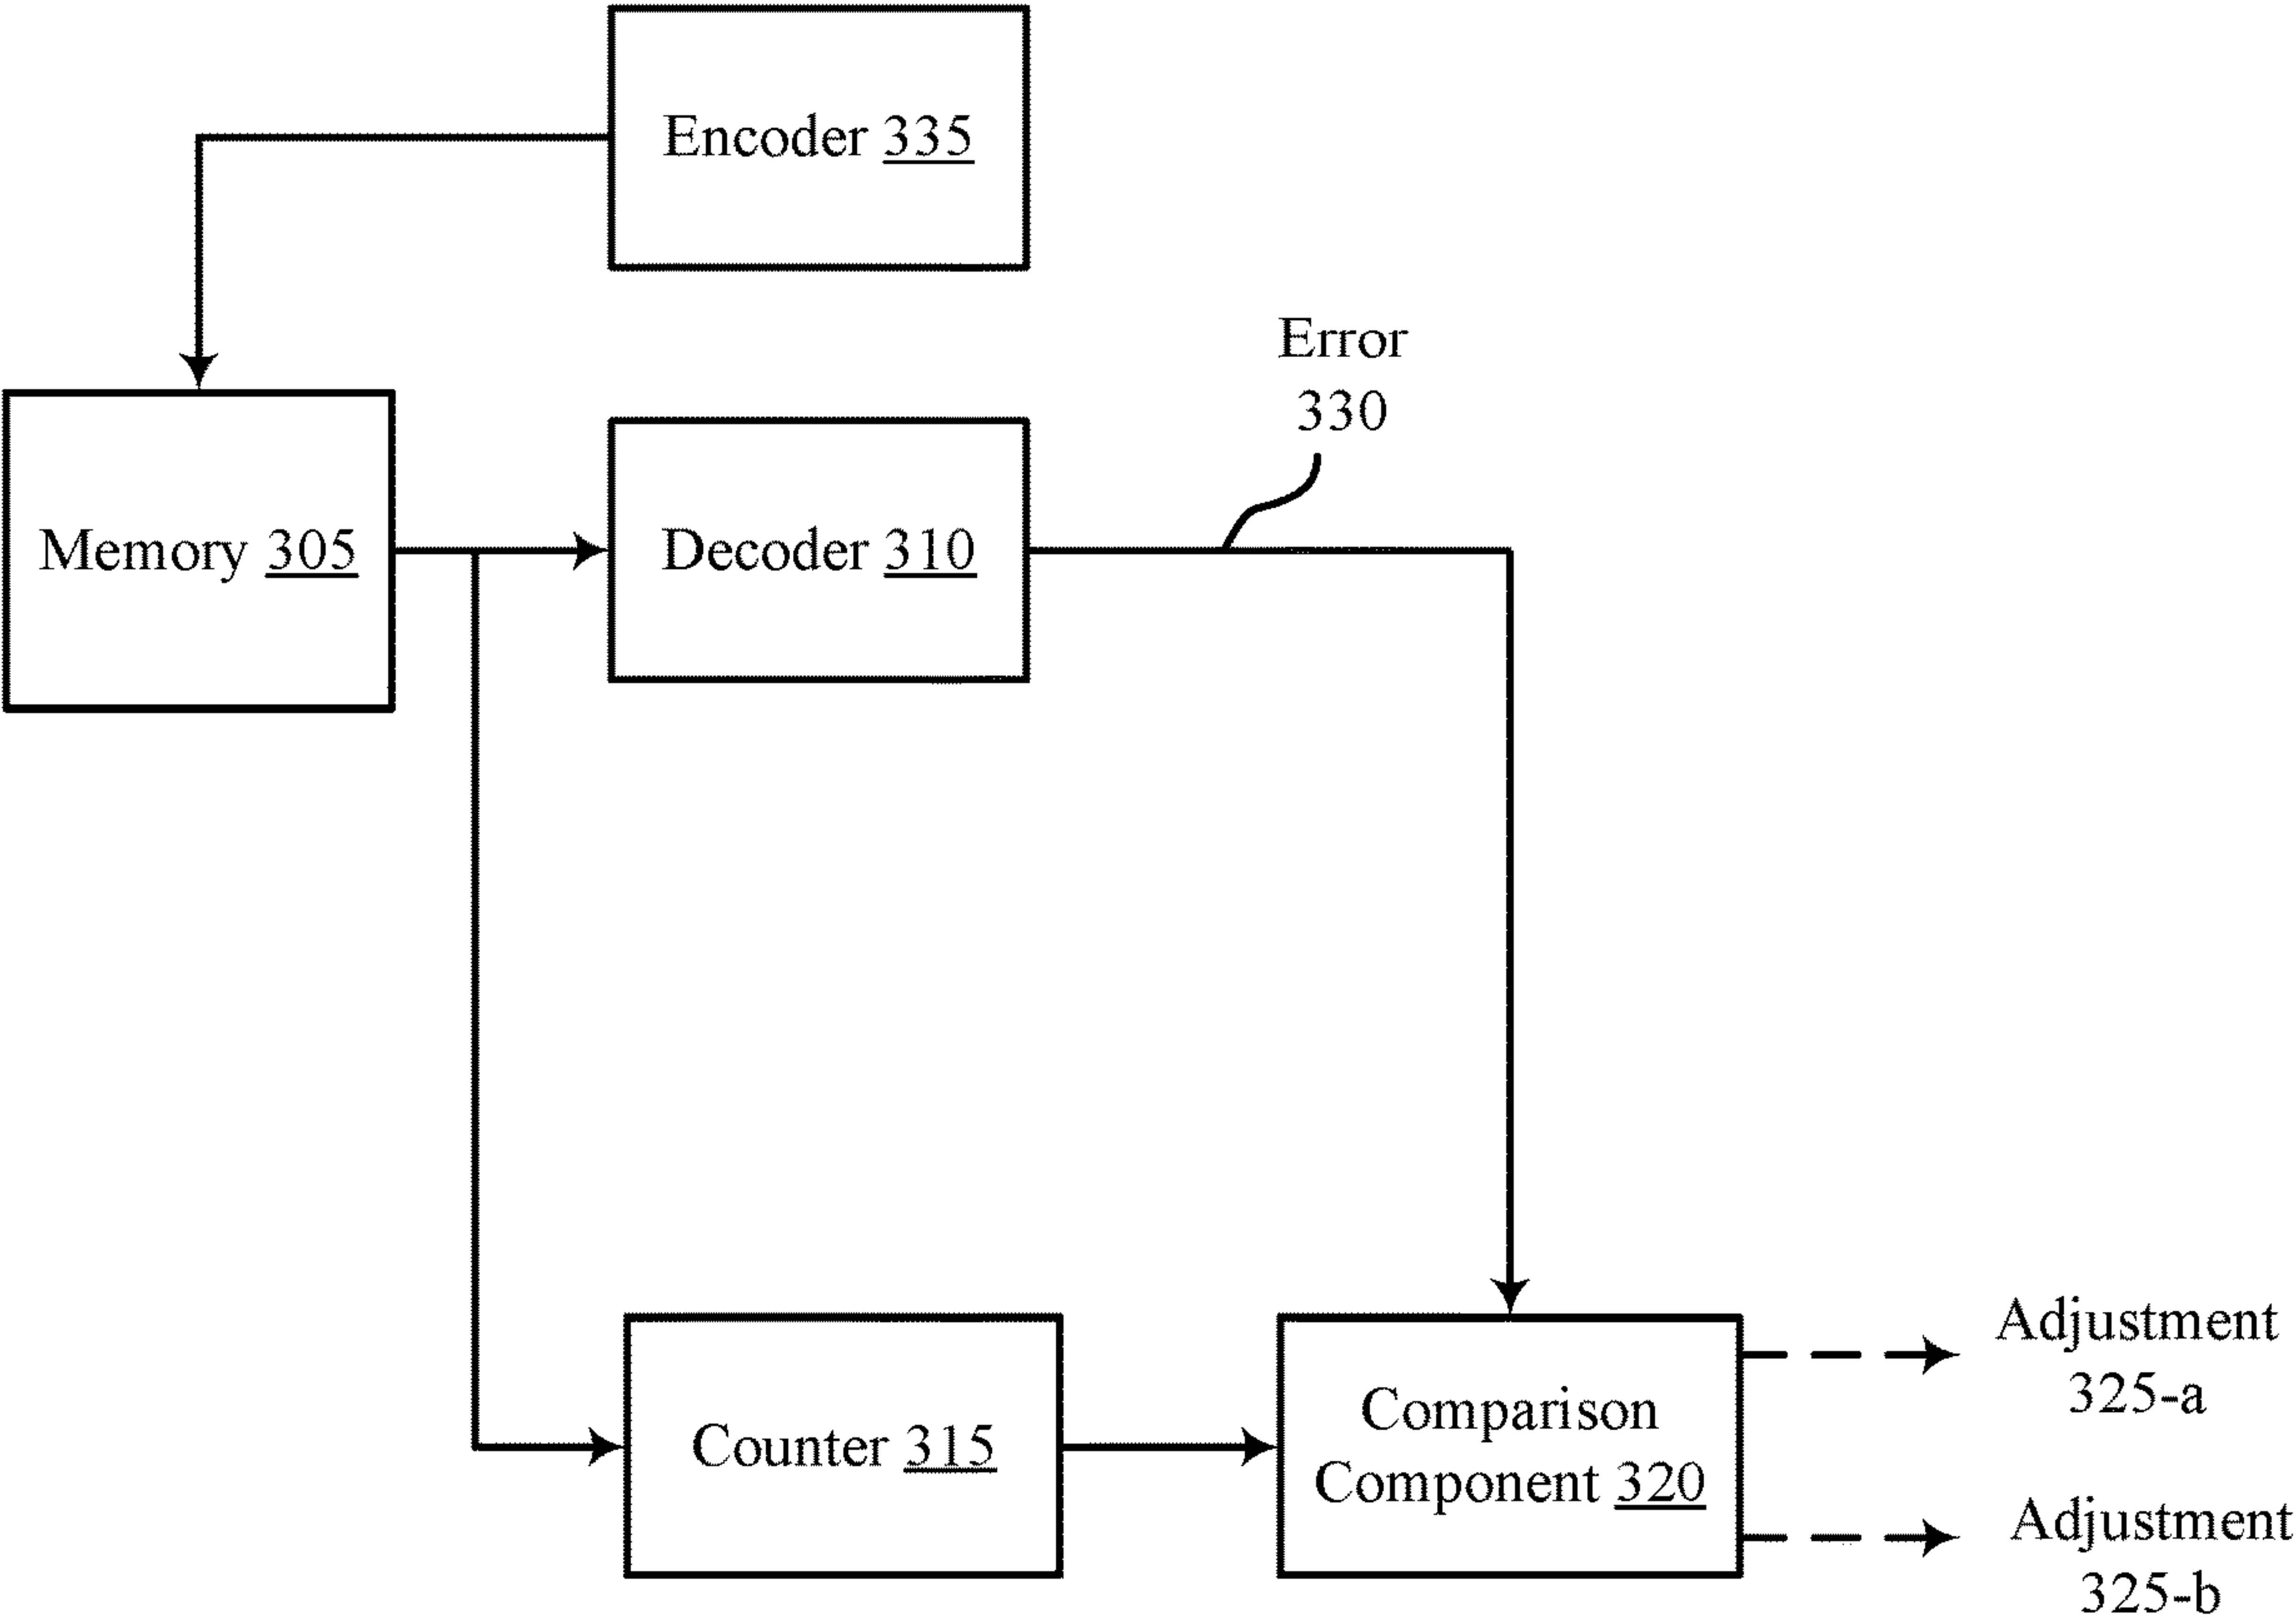 Encoder 335
Error
330
Memory 305
Decoder 310
Counter 315
Comparison
Component 320
Adjustment
325-a
Adjustment
325-b